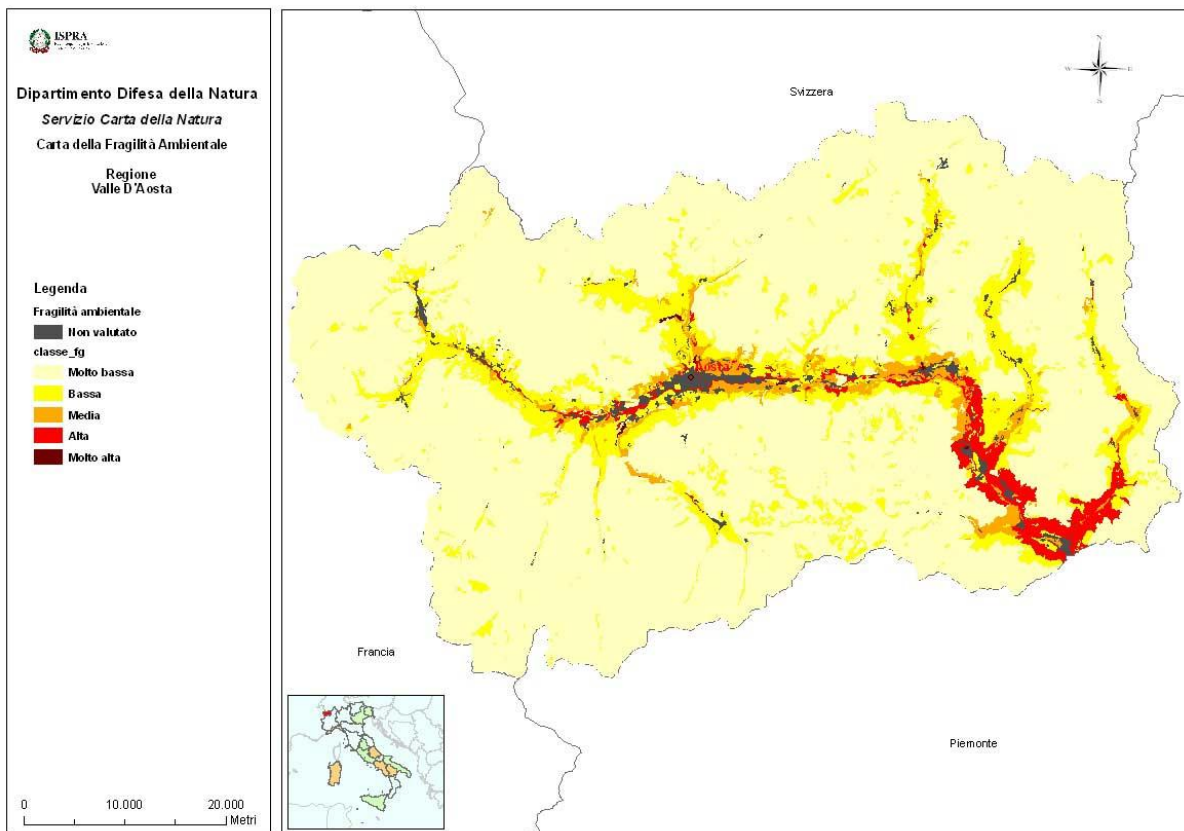 ISPRA
Dipartimento Difesa della Natura
Servizio Carta della Natura
Carta della Fragilità Ambientale
Regione
Valle D'Aosta
Legenda
Fragilità ambientale
Non valutato
classe_fg
Molto bassa
Bassa
Media
Alta
Molto alta
0 10.000 20.000
Metri
N
W E
S
Svizzera
Aosta
Francia
Piemonte